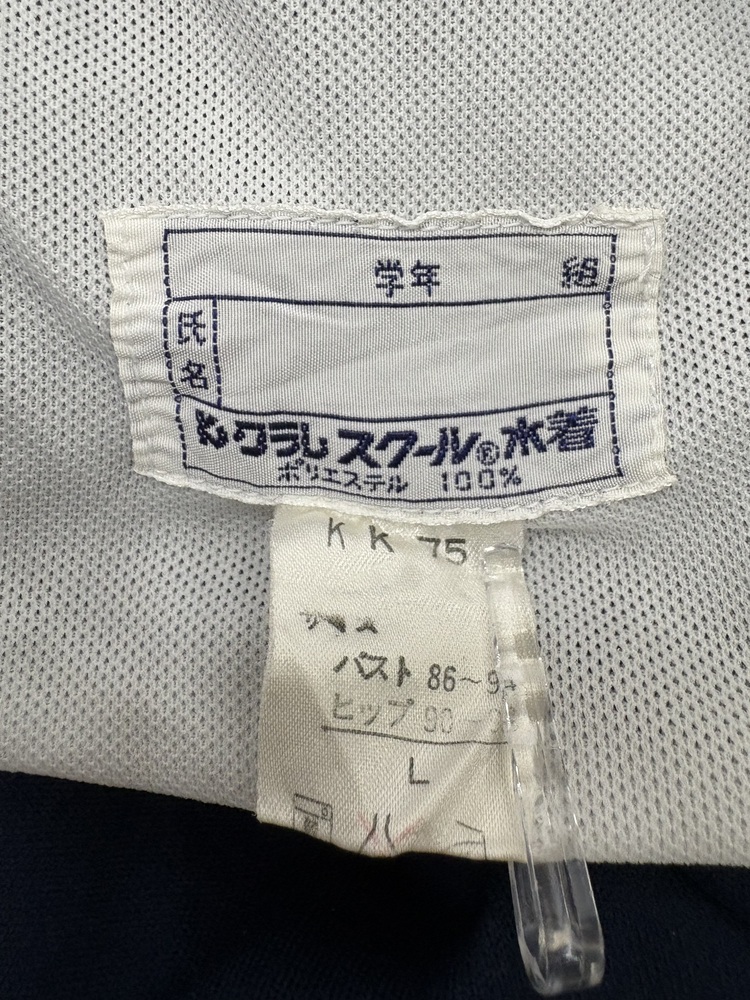 学年 組
氏名
クラレスクール®水着
ポリエステル 100%
K K 75
バスト 86~9
ヒップ 90
L